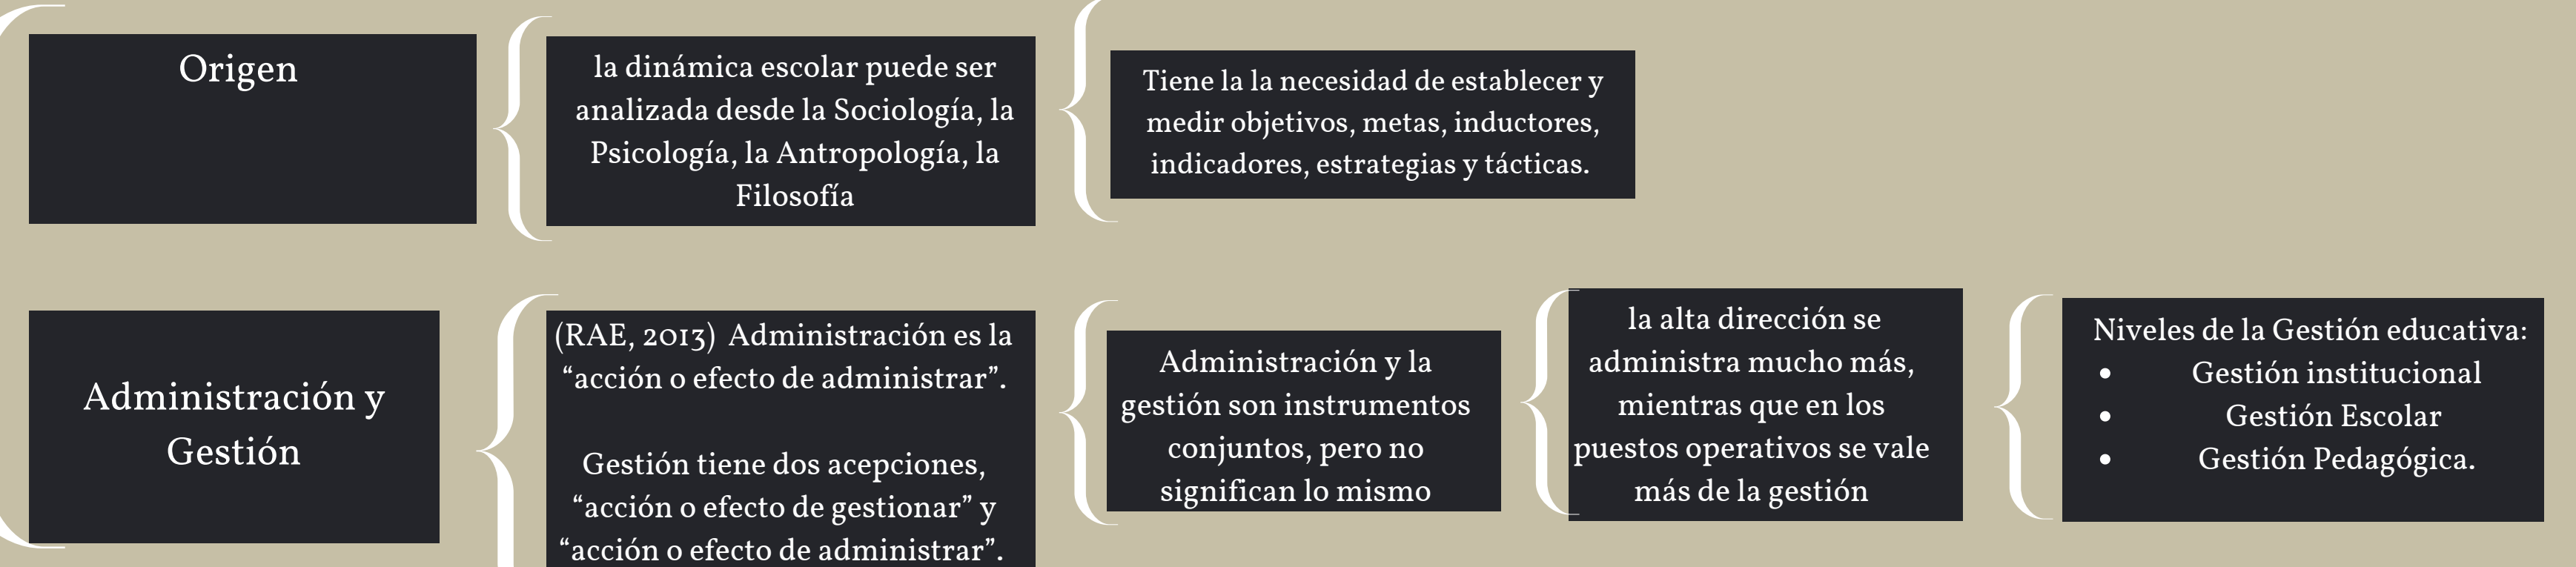 Origen
la dinámica escolar puede ser
analizada desde la Sociología, la
Psicología, la Antropología, la
Filosofía
Tiene la la necesidad de establecer y
medir objetivos, metas, inductores,
indicadores, estrategias y tácticas.
Administración y
Gestión
(RAE, 2013) Administración es la
“acción o efecto de administrar”.
Gestión tiene dos acepciones,
“acción o efecto de gestionar” y
“acción o efecto de administrar”.
Administración y la
gestión son instrumentos
conjuntos, pero no
significan lo mismo
la alta dirección se
administra mucho más,
mientras que en los
puestos operativos se vale
más de la gestión
Niveles de la Gestión educativa:
• Gestión institucional
• Gestión Escolar
• Gestión Pedagógica.